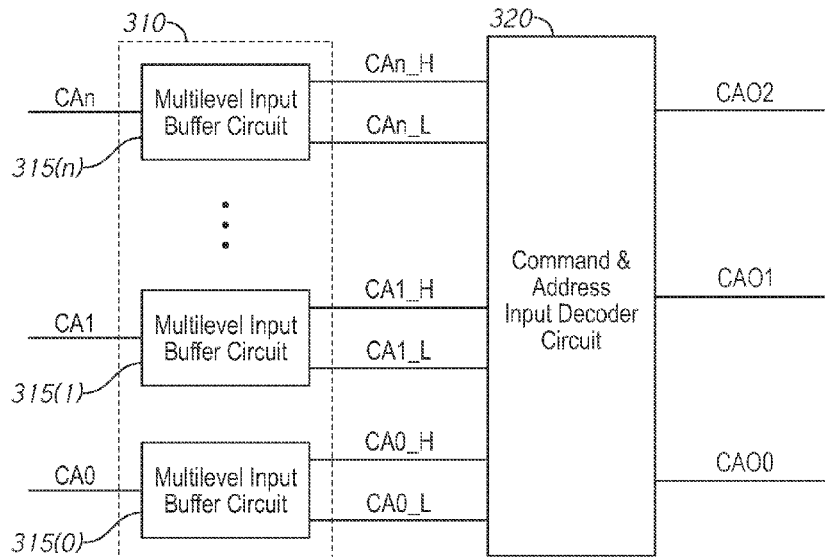 310
320
CAn
Multilevel Input
Buffer Circuit
CAn_H
CAn_L
315(n)
CAO2
CA1
Multilevel Input
Buffer Circuit
CA1_H
CA1_L
315(1)
Command &
Address
Input Decoder
Circuit
CAO1
CA0
Multilevel Input
Buffer Circuit
CA0_H
CA0_L
315(0)
CAO0